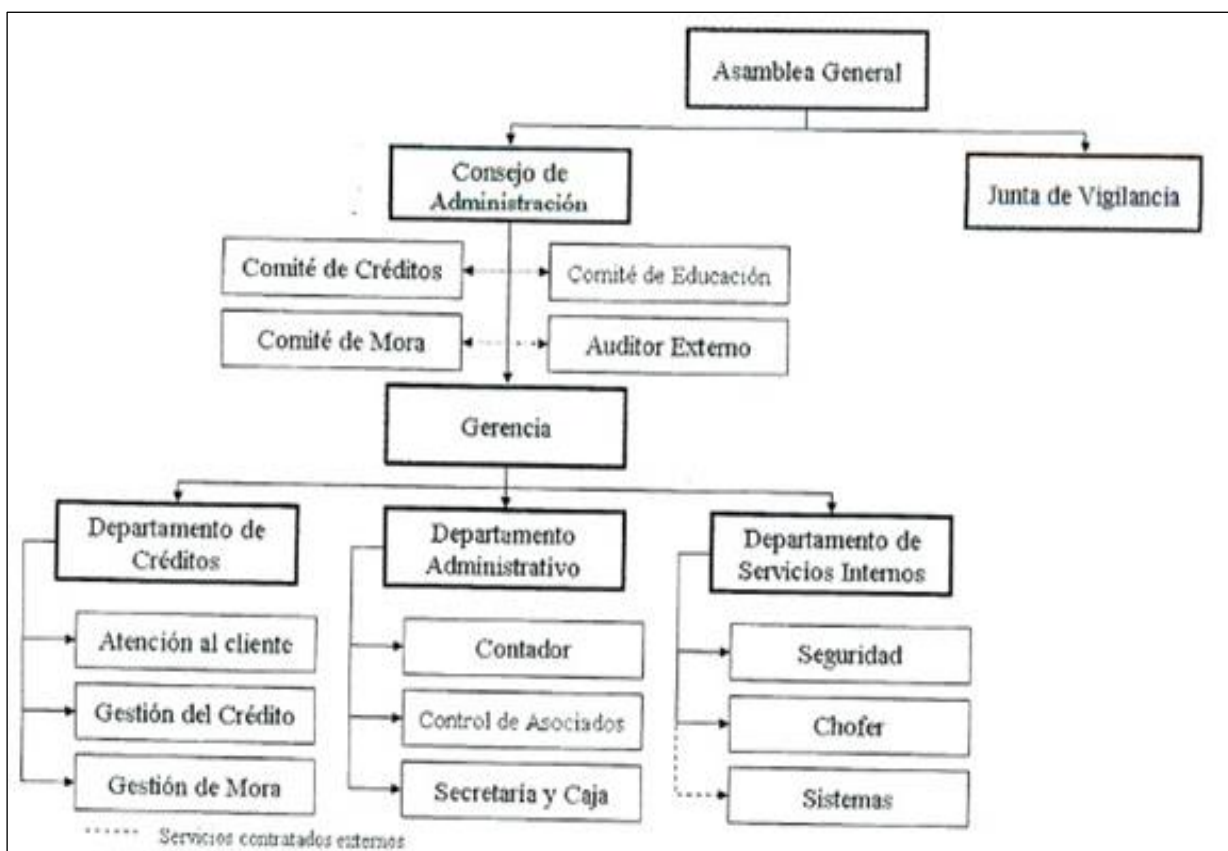 Asamblea General
Consejo de
Administración
Junta de Vigilancia
Comité de Créditos
Comité de Educación
Comité de Mora
Auditor Externo
Gerencia
Departamento de
Créditos
Departamento
Administrativo
Departamento de
Servicios Internos
Atención al cliente
Contador
Seguridad
Gestión del Crédito
Control de Asociados
Chofer
Gestión de Mora
Secretaría y Caja
Sistemas
Servicios contratados externos